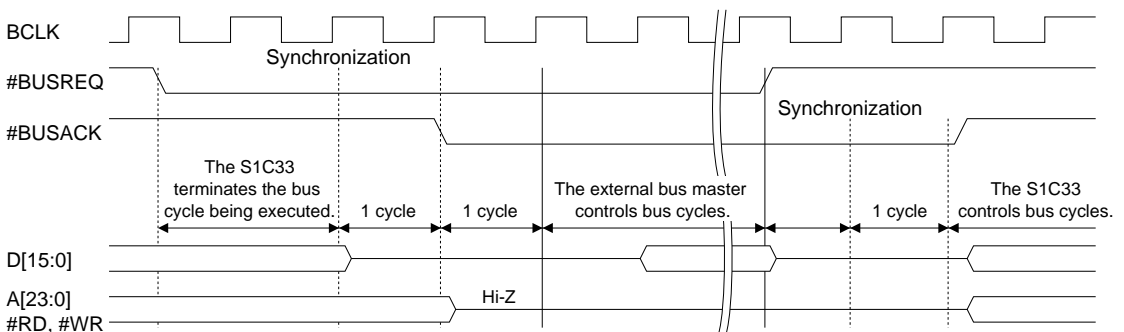 BCLK
Synchronization
#BUSREQ
Synchronization
#BUSACK
The S1C33
terminates the bus
cycle being executed.
1 cycle
1 cycle
The external bus master
controls bus cycles.
1 cycle
The S1C33
controls bus cycles.
D[15:0]
A[23:0]
Hi-Z
#RD, #WR